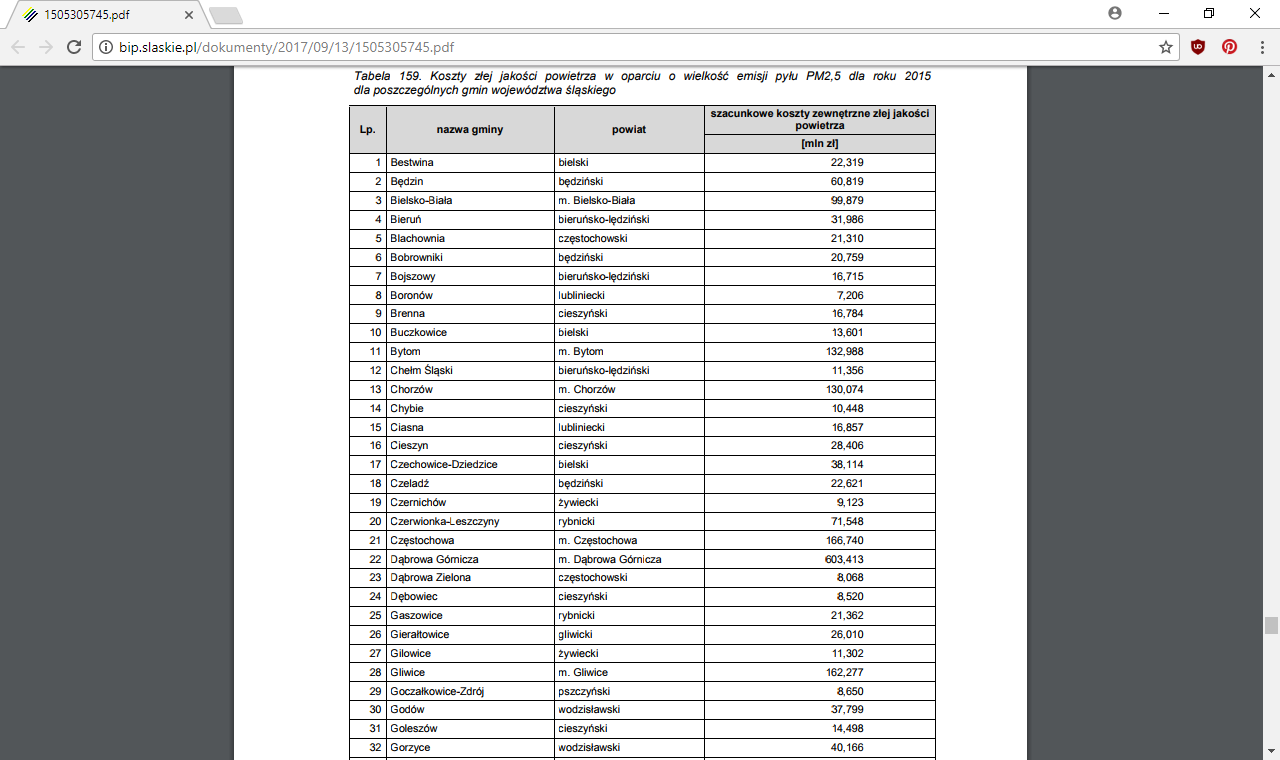 1505305745.pdf
bip.slaskie.pl/dokumenty/2017/09/13/1505305745.pdf
Tabela 159. Koszty złej jakości powietrza w oparciu o wielkość emisji pyłu PM2,5 dla roku 2015
dla poszczególnych gmin województwa śląskiego
Lp. nazwa gminy powiat szacunkowe koszty zewnętrzne złej jakości
powietrza
[mln zł]
1 Bestwina bielski 22,319
2 Będzin będziński 60,819
3 Bielsko-Biała m. Bielsko-Biała 99,879
4 Bieruń bieruńsko-lędziński 31,986
5 Blachownia częstochowski 21,310
6 Bobrowniki będziński 20,759
7 Bojszowy bieruńsko-lędziński 16,715
8 Boronów lubliniecki 7,206
9 Brenna cieszyński 16,784
10 Buczkowice bielski 13,601
11 Bytom m. Bytom 132,988
12 Chełm Śląski bieruńsko-lędziński 11,356
13 Chorzów m. Chorzów 130,074
14 Chybie cieszyński 10,448
15 Ciasna lubliniecki 16,857
16 Cieszyn cieszyński 28,406
17 Czechowice-Dziedzice bielski 38,114
18 Czeladź będziński 22,621
19 Czernichów żywiecki 9,123
20 Czerwionka-Leszczyny rybnicki 71,548
21 Częstochowa m. Częstochowa 166,740
22 Dąbrowa Górnicza m. Dąbrowa Górnicza 603,413
23 Dąbrowa Zielona częstochowski 8,068
24 Dębowiec cieszyński 8,520
25 Gaszowice rybnicki 21,362
26 Gierałtowice gliwicki 26,010
27 Gilowice żywiecki 11,302
28 Gliwice m. Gliwice 162,277
29 Goczałkowice-Zdrój pszczyński 8,650
30 Godów wodzisławski 37,799
31 Goleszów cieszyński 14,498
32 Gorzyce wodzisławski 40,166